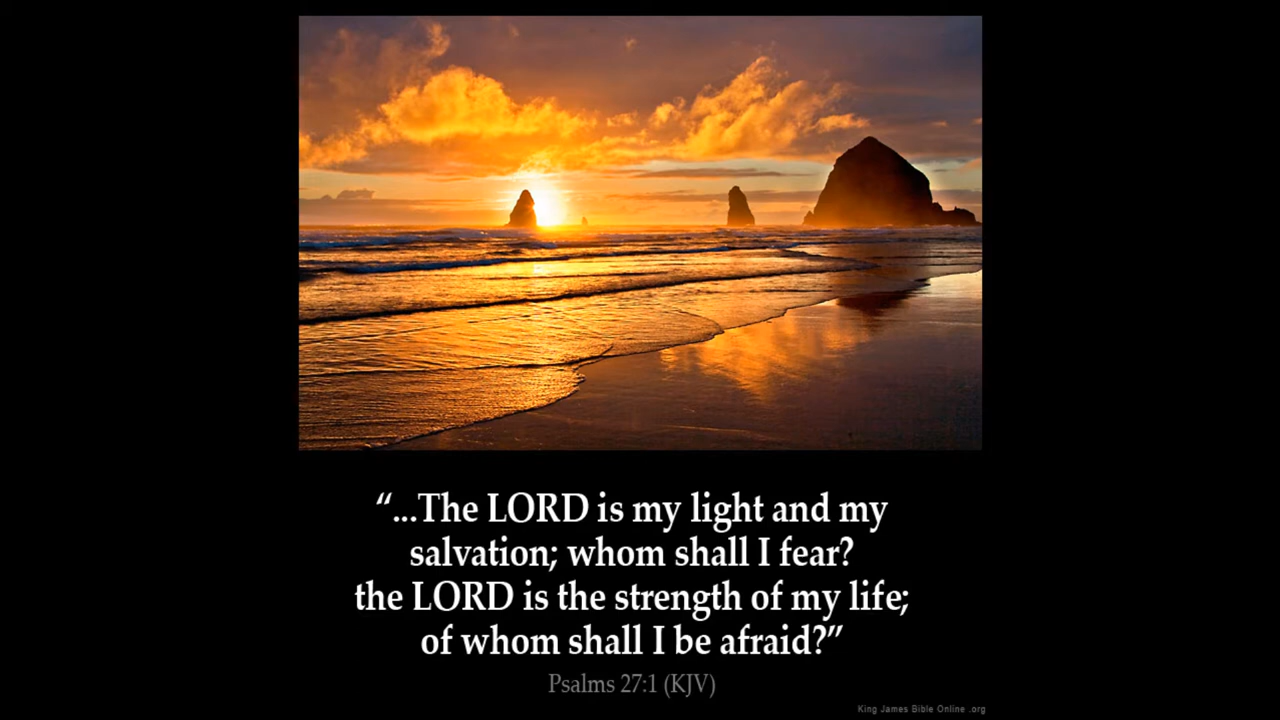 “...The LORD is my light and my
salvation; whom shall I fear?
the LORD is the strength of my life;
of whom shall I be afraid?”
Psalms 27:1 (KJV)
King James Bible Online .org